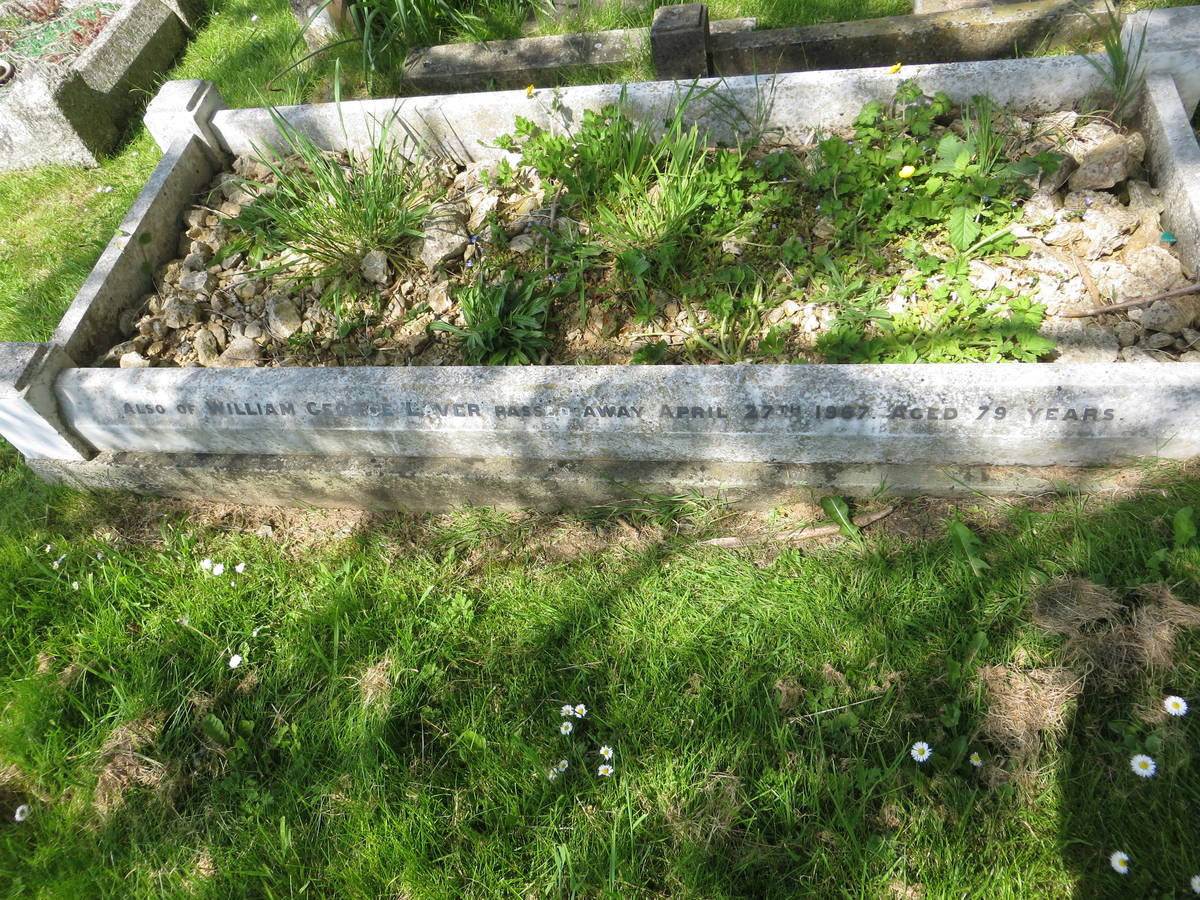 ALSO OF WILLIAM GEORGE LAVER PASSED AWAY APRIL 27TH 1967. AGED 79 YEARS.